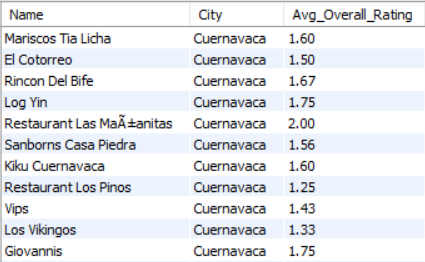 Name City Avg_Overall_Rating
Mariscos Tia Licha Cuernavaca 1.60
El Cotorreo Cuernavaca 1.50
Rincon Del Bife Cuernavaca 1.67
Log Yin Cuernavaca 1.75
Restaurant Las MaÃ±anitas Cuernavaca 2.00
Sanborns Casa Piedra Cuernavaca 1.56
Kiku Cuernavaca Cuernavaca 1.60
Restaurant Los Pinos Cuernavaca 1.25
Vips Cuernavaca 1.43
Los Vikingos Cuernavaca 1.33
Giovannis Cuernavaca 1.75